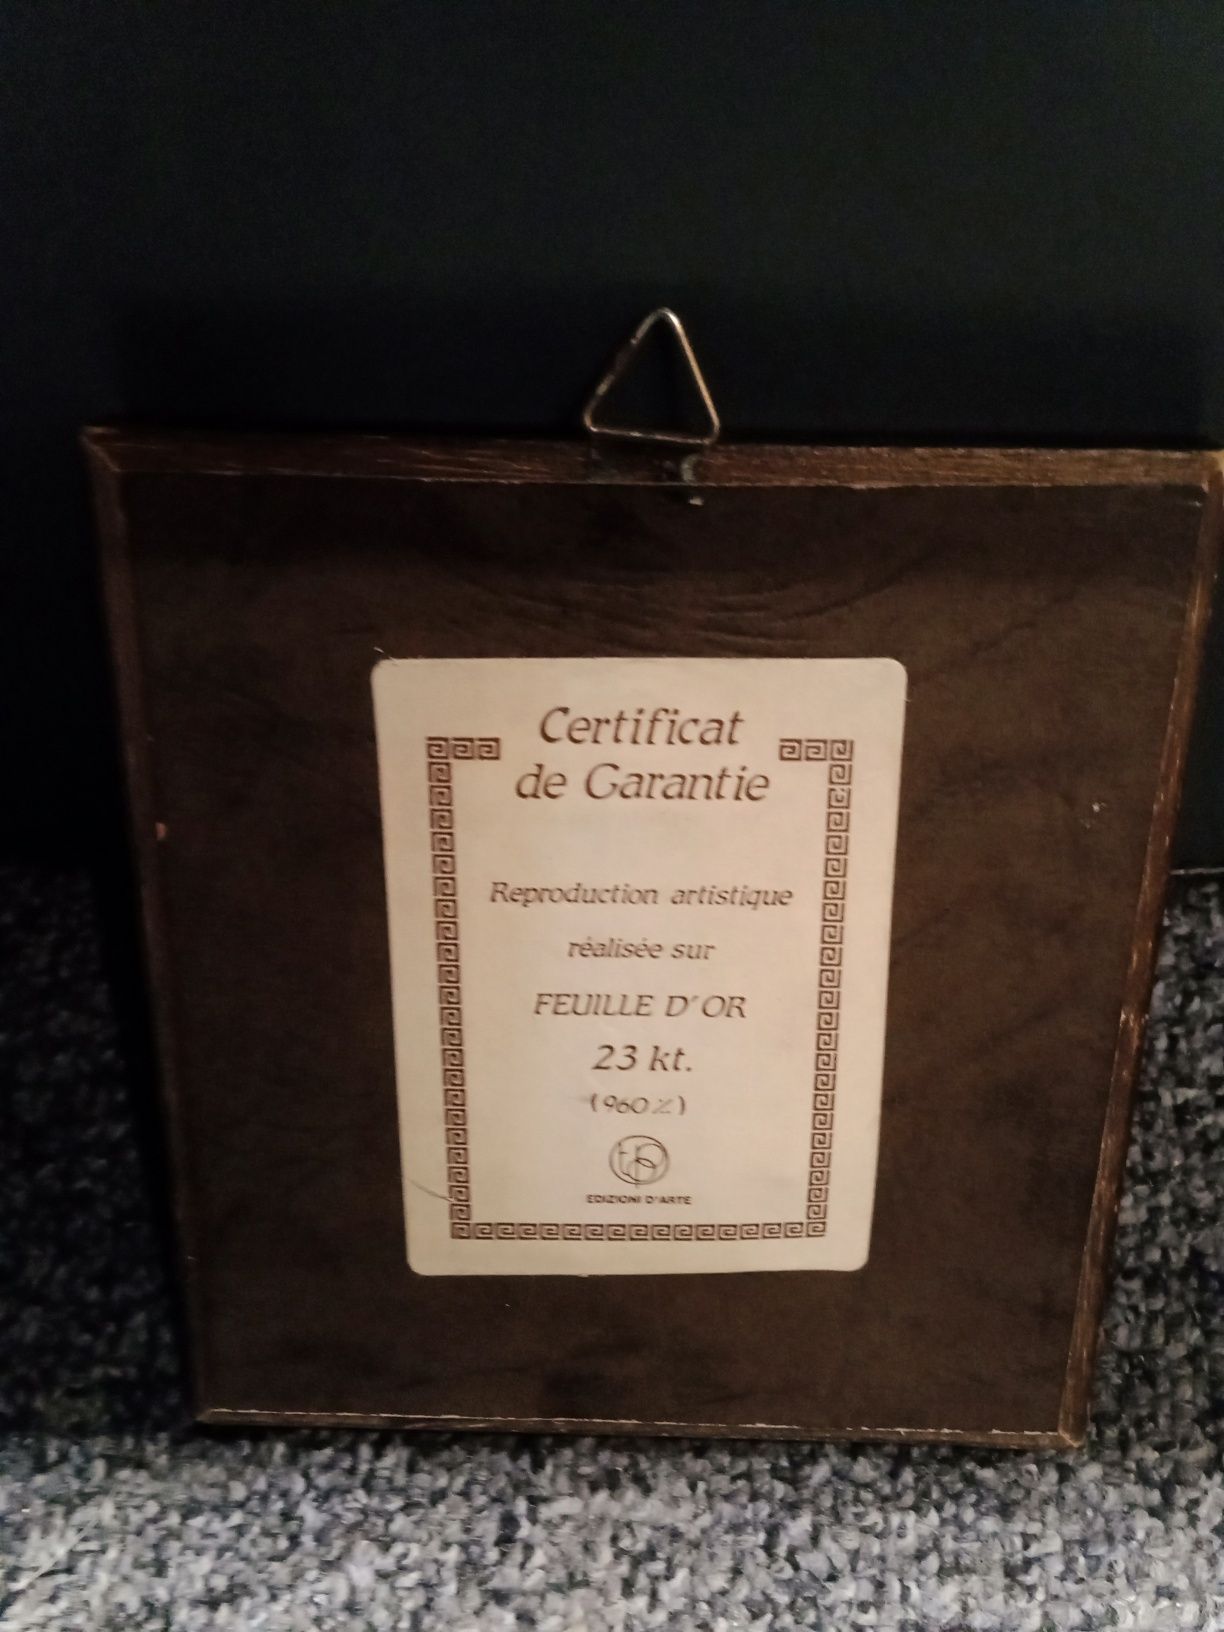 Certificat
de Garantie
Reproduction artistique
réalisée sur
FEUILLE D'OR
23 kt.
(960‰)
EDIZIONI D'ARTE